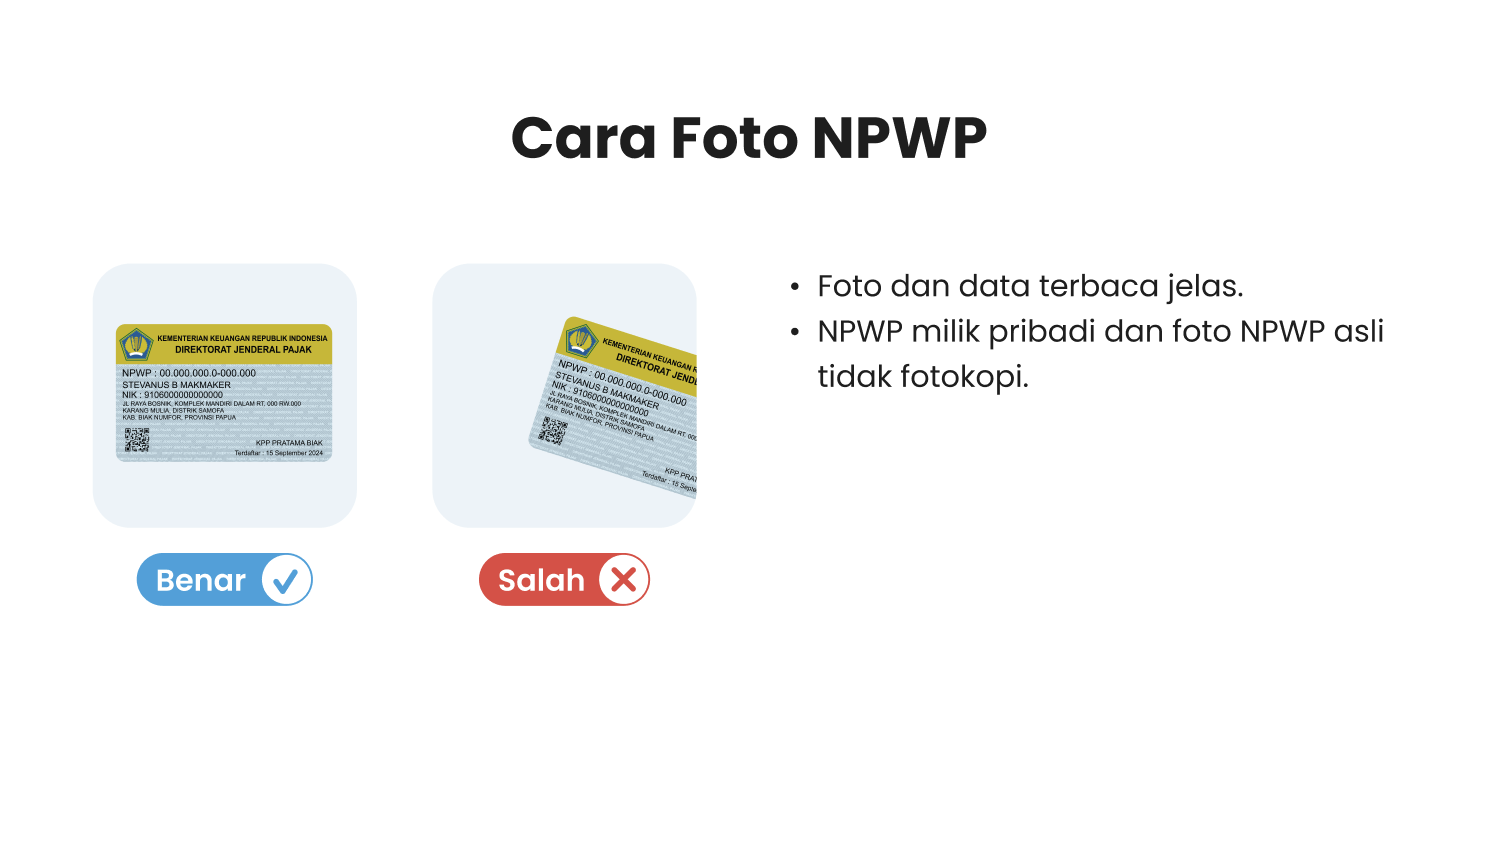 Cara Foto NPWP
KEMENTERIAN KEUANGAN REPUBLIK INDONESIA
DIREKTORAT JENDERAL PAJAK
NPWP : 00.000.000.0-000.000
STEVANUS B MAKMAKER
NIK : 9106000000000000
JL RAYA BOSNIK, KOMPLEK MANDIRI DALAM RT. 000 RW.000
KARANG MULIA, DISTRIK SAMOFA
KAB. BIAK NUMFOR, PROVINSI PAPUA
KPP PRATAMA BIAK
Terdaftar : 15 September 2024
Benar
KEMENTERIAN KEUANGAN R
DIREKTORAT JENDE
NPWP : 00.000.000.0-000.000
STEVANUS B MAKMAKER
NIK : 9106000000000000
JL RAYA BOSNIK, KOMPLEK MANDIRI DALAM RT. 000
KARANG MULIA, DISTRIK SAMOFA
KAB. BIAK NUMFOR, PROVINSI PAPUA
KPP PRAT
Terdaftar : 15 Septe
Salah
• Foto dan data terbaca jelas.
• NPWP milik pribadi dan foto NPWP asli
tidak fotokopi.